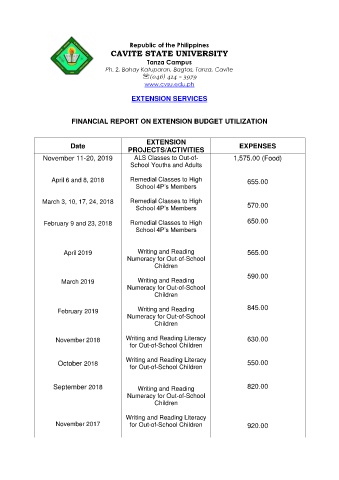 Republic of the Philippines
CAVITE STATE UNIVERSITY
Tanza Campus
Ph. 2, Bahay Katuparan, Bagtas, Tanza, Cavite
☏ (046) 414 – 3979
www.cvsu.edu.ph
EXTENSION SERVICES
FINANCIAL REPORT ON EXTENSION BUDGET UTILIZATION
Date
EXTENSION
PROJECTS/ACTIVITIES
EXPENSES
November 11-20, 2019
ALS Classes to Out-of-
School Youths and Adults
1,575.00 (Food)
April 6 and 8, 2018
Remedial Classes to High
School 4P's Members
655.00
March 3, 10, 17, 24, 2018
Remedial Classes to High
School 4P's Members
570.00
February 9 and 23, 2018
Remedial Classes to High
School 4P's Members
650.00
April 2019
Writing and Reading
Numeracy for Out-of-School
Children
565.00
March 2019
Writing and Reading
Numeracy for Out-of-School
Children
590.00
February 2019
Writing and Reading
Numeracy for Out-of-School
Children
845.00
November 2018
Writing and Reading Literacy
for Out-of-School Children
630.00
October 2018
Writing and Reading Literacy
for Out-of-School Children
550.00
September 2018
Writing and Reading
Numeracy for Out-of-School
Children
820.00
November 2017
Writing and Reading Literacy
for Out-of-School Children
920.00